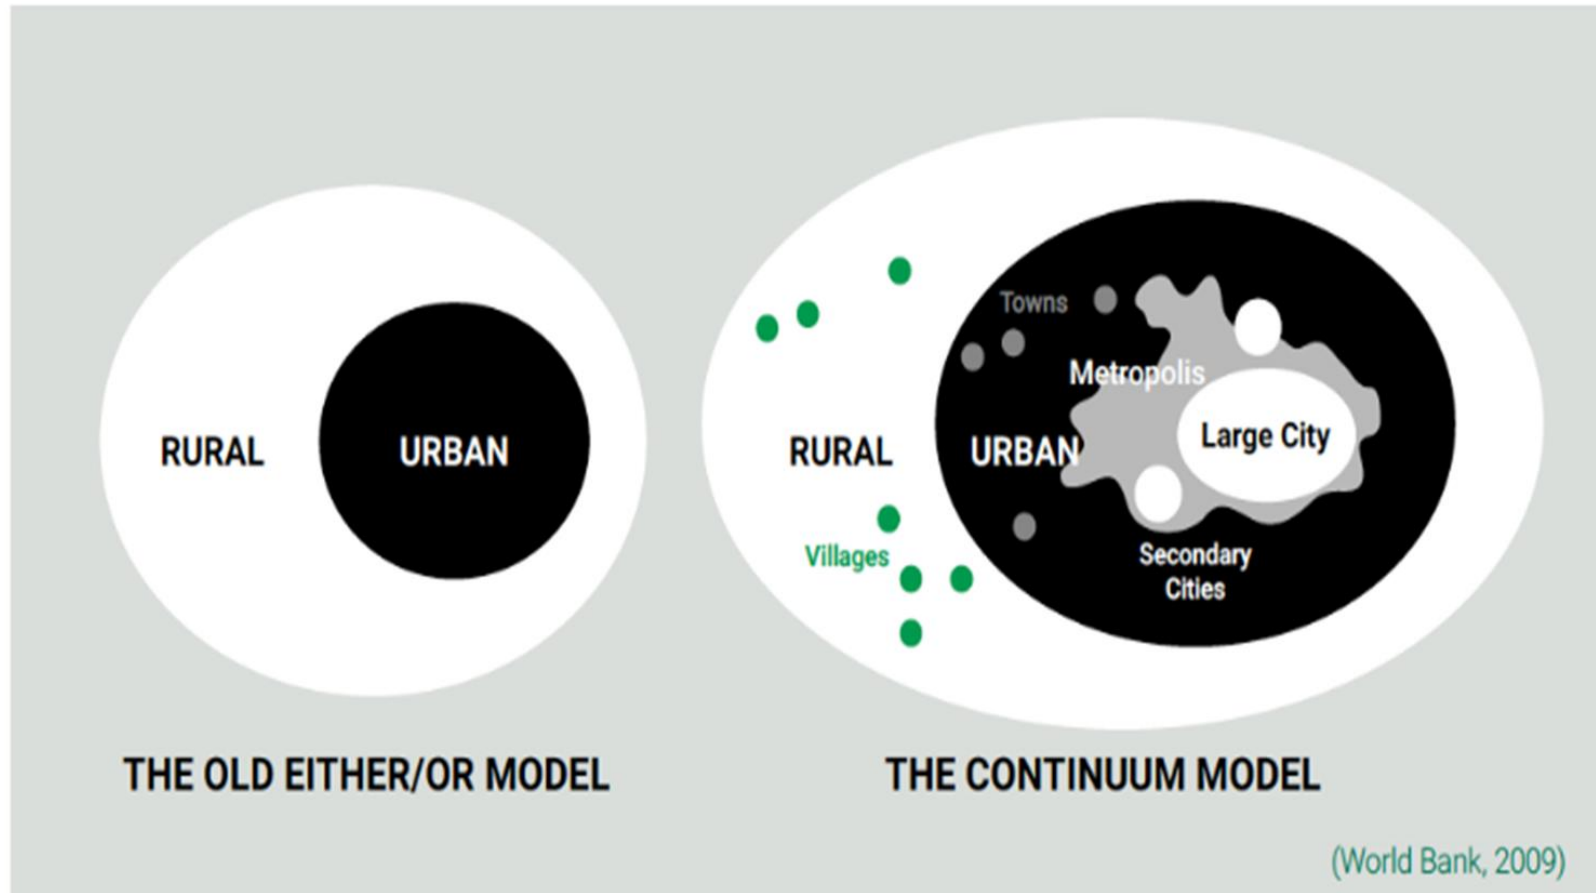 RURAL
URBAN
THE OLD EITHER/OR MODEL
Towns
Metropolis
Large City
RURAL
URBAN
Villages
Secondary
Cities
THE CONTINUUM MODEL
(World Bank, 2009)